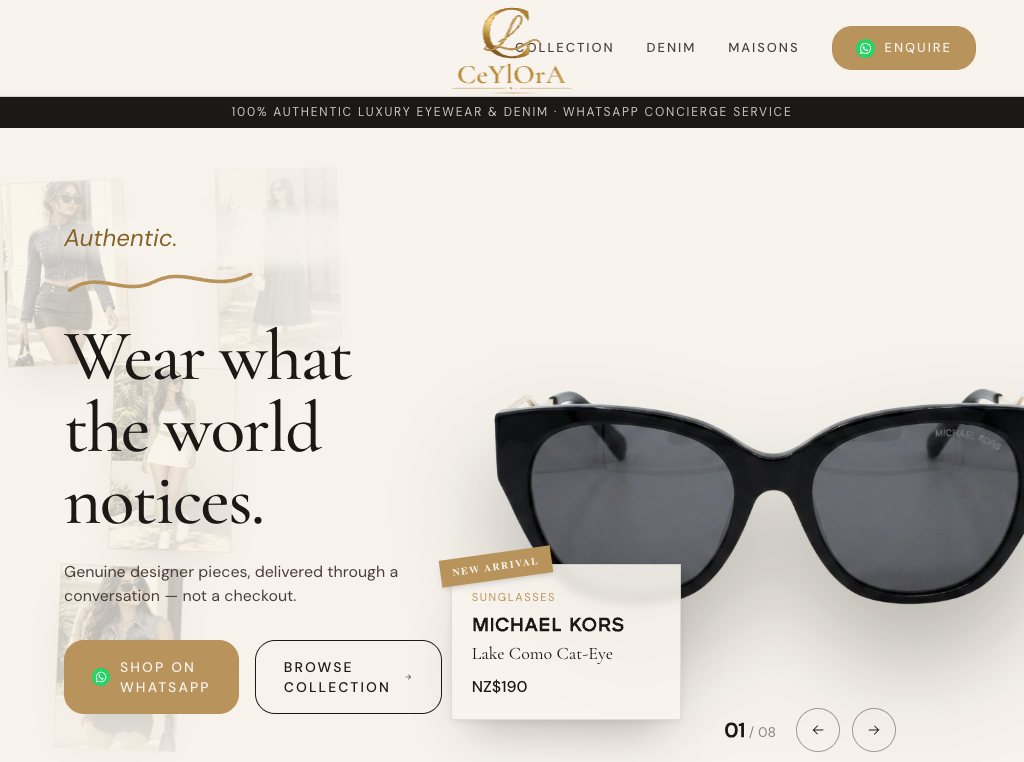 CeYlOrA
COLLECTION
DENIM
MAISONS
ENQUIRE
100% AUTHENTIC LUXURY EYEWEAR & DENIM · WHATSAPP CONCIERGE SERVICE
Authentic.
Wear what
the world
notices.
Genuine designer pieces, delivered through a
conversation — not a checkout.
SHOP ON
WHATSAPP
BROWSE
COLLECTION →
MICHAEL KORS
NEW ARRIVAL
SUNGLASSES
MICHAEL KORS
Lake Como Cat-Eye
NZ$190
01 / 08
← →